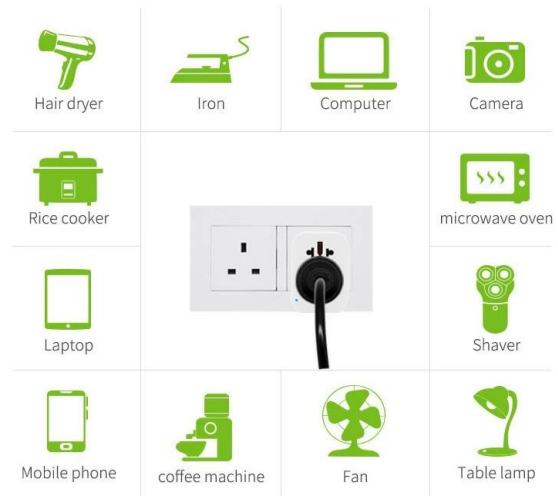 Hair dryer
Iron
Computer
Camera
Rice cooker
microwave oven
Laptop
Shaver
Mobile phone
coffee machine
Fan
Table lamp